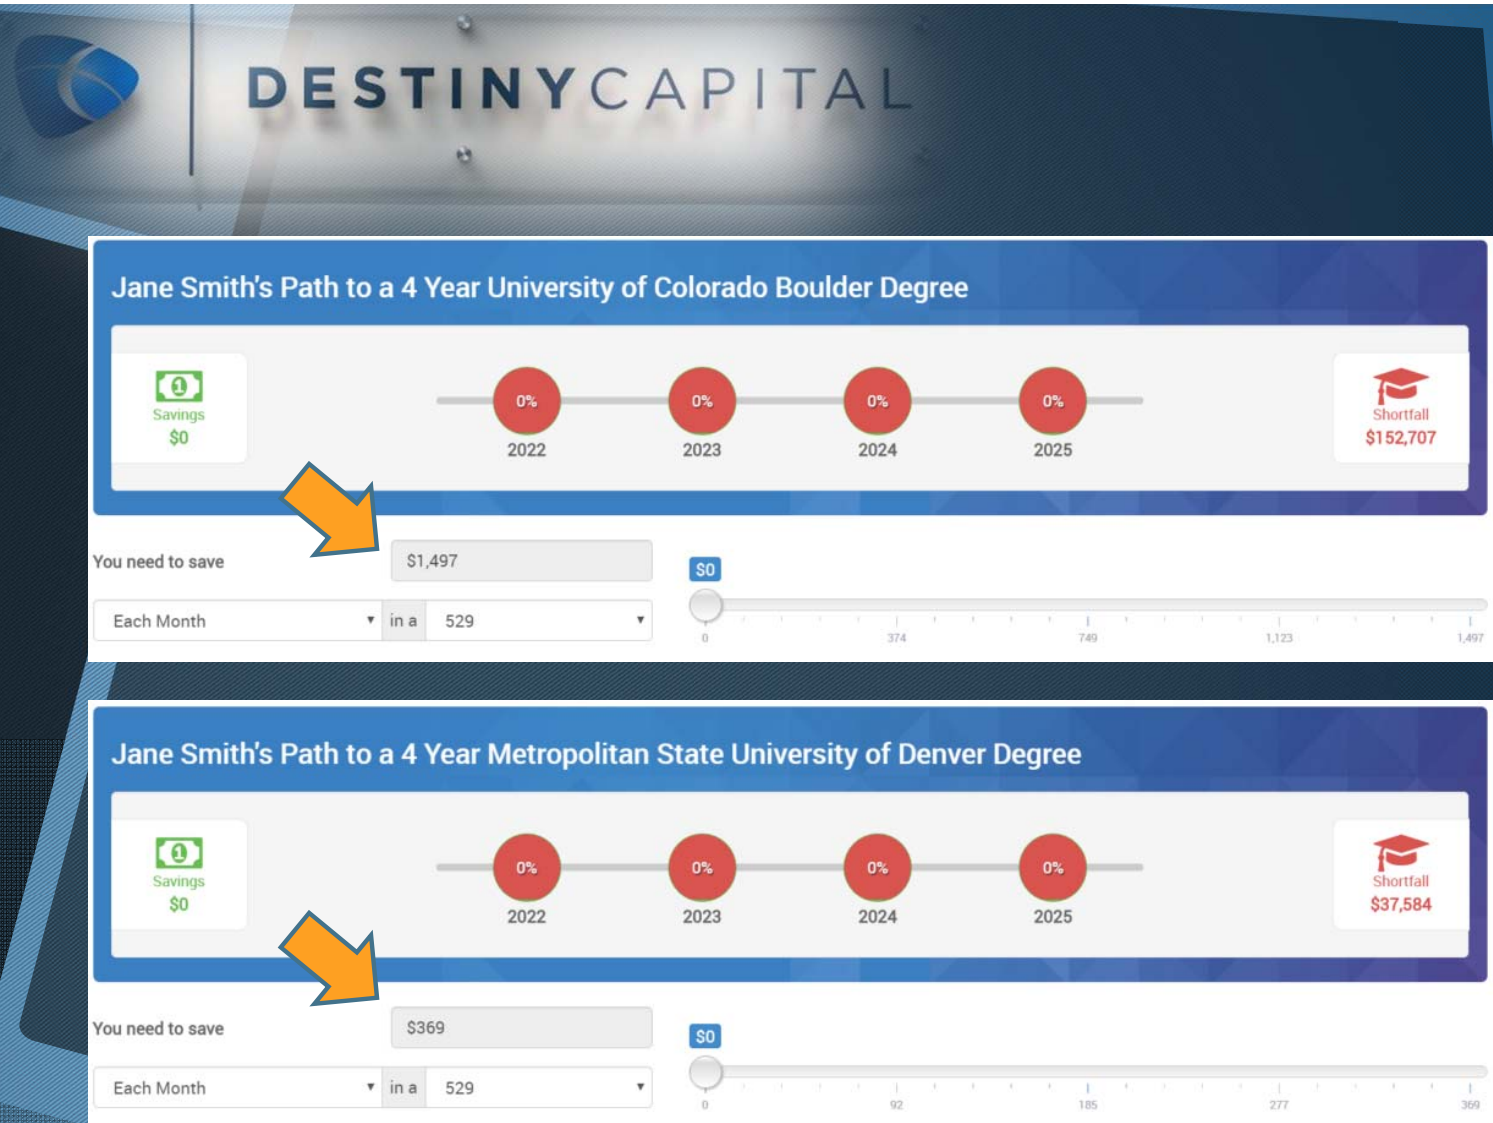 DESTINYCAPITAL
Jane Smith's Path to a 4 Year University of Colorado Boulder Degree
Savings
$0
0% 0% 0% 0%
2022 2023 2024 2025
Shortfall
$152,707
You need to save $1,497
$0
Each Month in a 529
0 374 749 1,123 1,497
Jane Smith's Path to a 4 Year Metropolitan State University of Denver Degree
Savings
$0
0% 0% 0% 0%
2022 2023 2024 2025
Shortfall
$37,584
You need to save $369
$0
Each Month in a 529
0 92 185 277 369